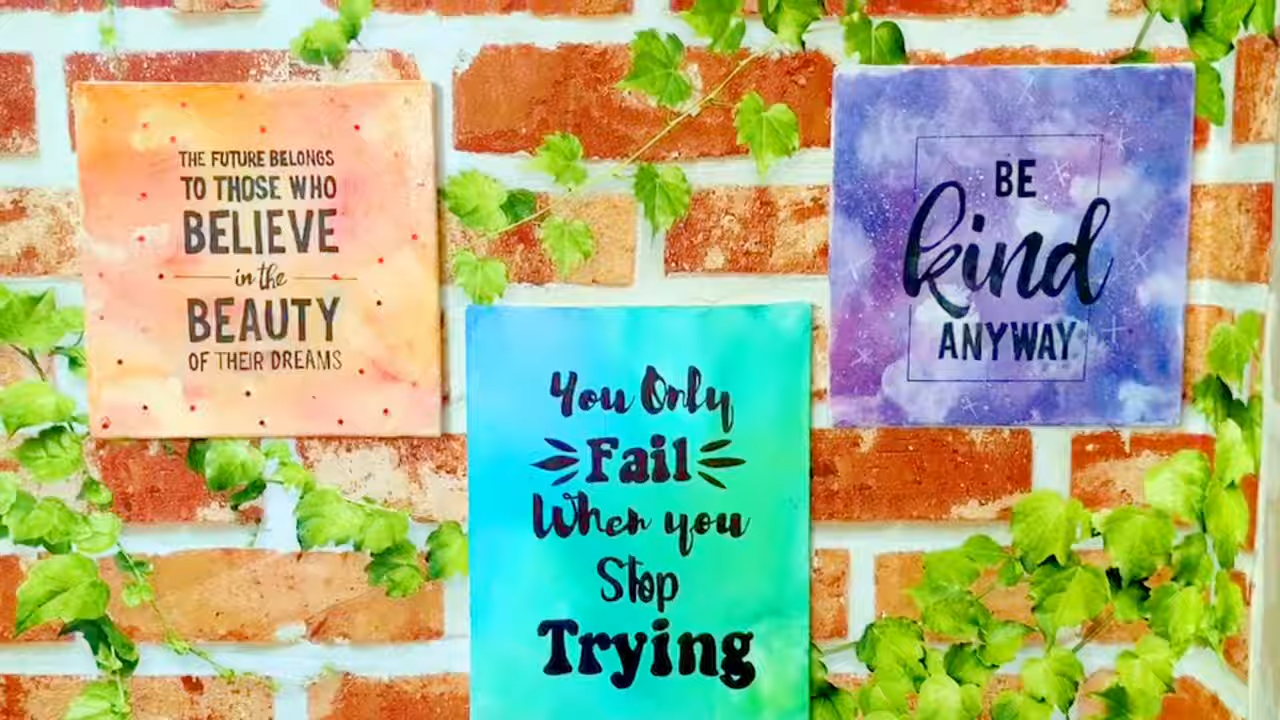 THE FUTURE BELONGS
TO THOSE WHO
BELIEVE
in the
BEAUTY
OF THEIR DREAMS
You Only
Fail
When you
Stop
Trying
BE
kind
ANYWAY